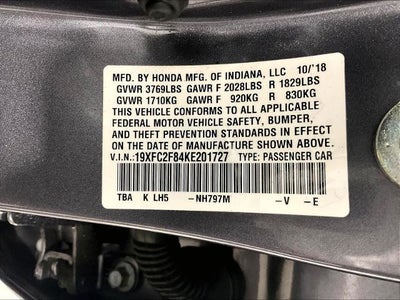 MFD. BY HONDA MFG. OF INDIANA, LLC 10/'18
GVWR 3769LBS GAWR F 2028LBS R 1829LBS
GVWR 1710KG GAWR F 920KG R 830KG
THIS VEHICLE CONFORMS TO ALL APPLICABLE
FEDERAL MOTOR VEHICLE SAFETY, BUMPER,
AND THEFT PREVENTION STANDARDS IN EFFECT
ON THE DATE OF MANUFACTURE SHOWN ABOVE.
V.I.N.: 19XFC2F84KE201727 TYPE: PASSENGER CAR
TBA K LH5 -NH797M -V -E